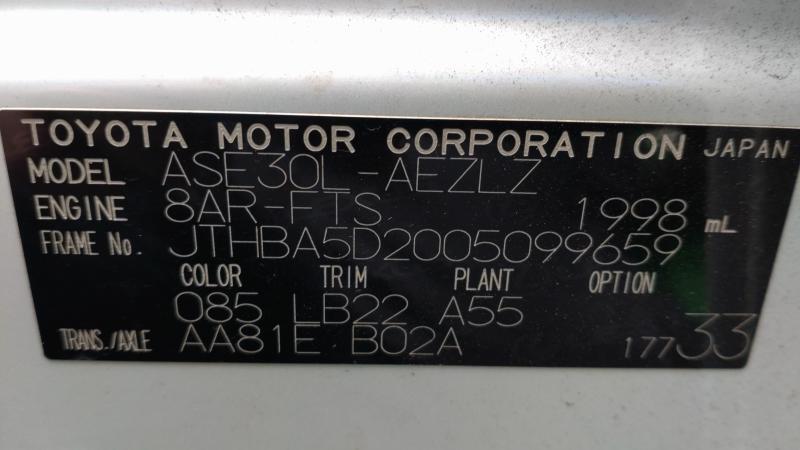 TOYOTA MOTOR CORPORATION JAPAN
MODEL ASE30L-AEZLZ
ENGINE 8AR-FTS 1998 mL
FRAME No. JTHBA5D2005099659
COLOR TRIM PLANT OPTION
085 LB22 A55
TRANS./AXLE AA81E B02A 17733